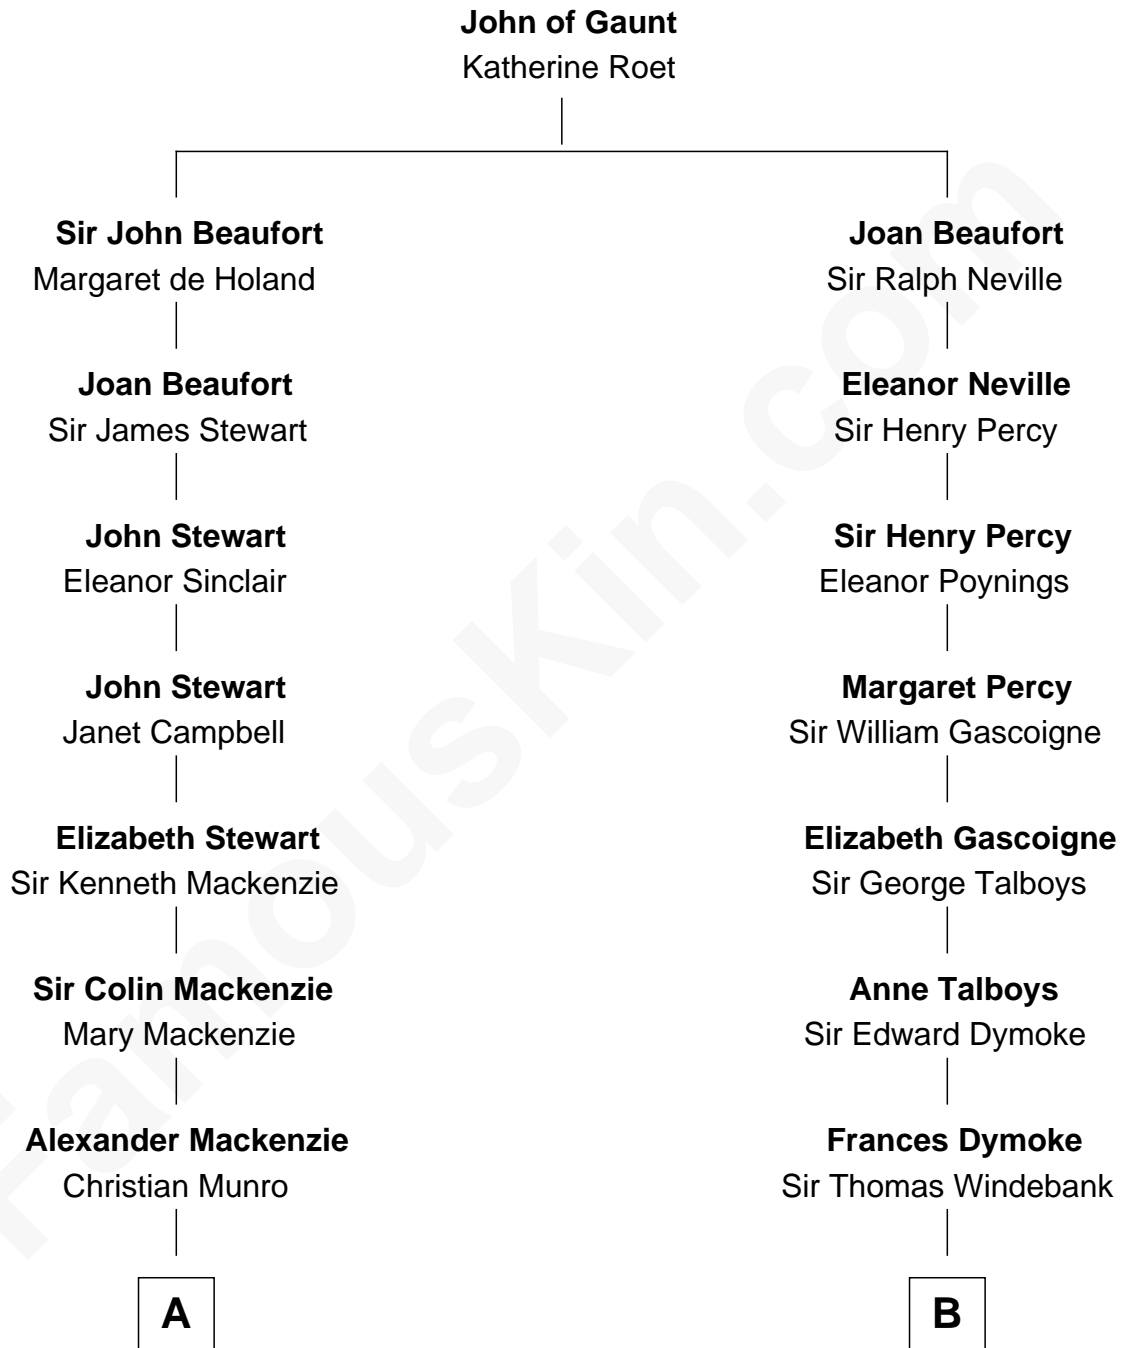 John of Gaunt
Katherine Roet
Sir John Beaufort
Margaret de Holand
Joan Beaufort
Sir James Stewart
John Stewart
Eleanor Sinclair
John Stewart
Janet Campbell
Elizabeth Stewart
Sir Kenneth Mackenzie
Sir Colin Mackenzie
Mary Mackenzie
Alexander Mackenzie
Christian Munro
A
Joan Beaufort
Sir Ralph Neville
Eleanor Neville
Sir Henry Percy
Sir Henry Percy
Eleanor Poynings
Margaret Percy
Sir William Gascoigne
Elizabeth Gascoigne
Sir George Talboys
Anne Talboys
Sir Edward Dymoke
Frances Dymoke
Sir Thomas Windebank
B
FamousKin.com